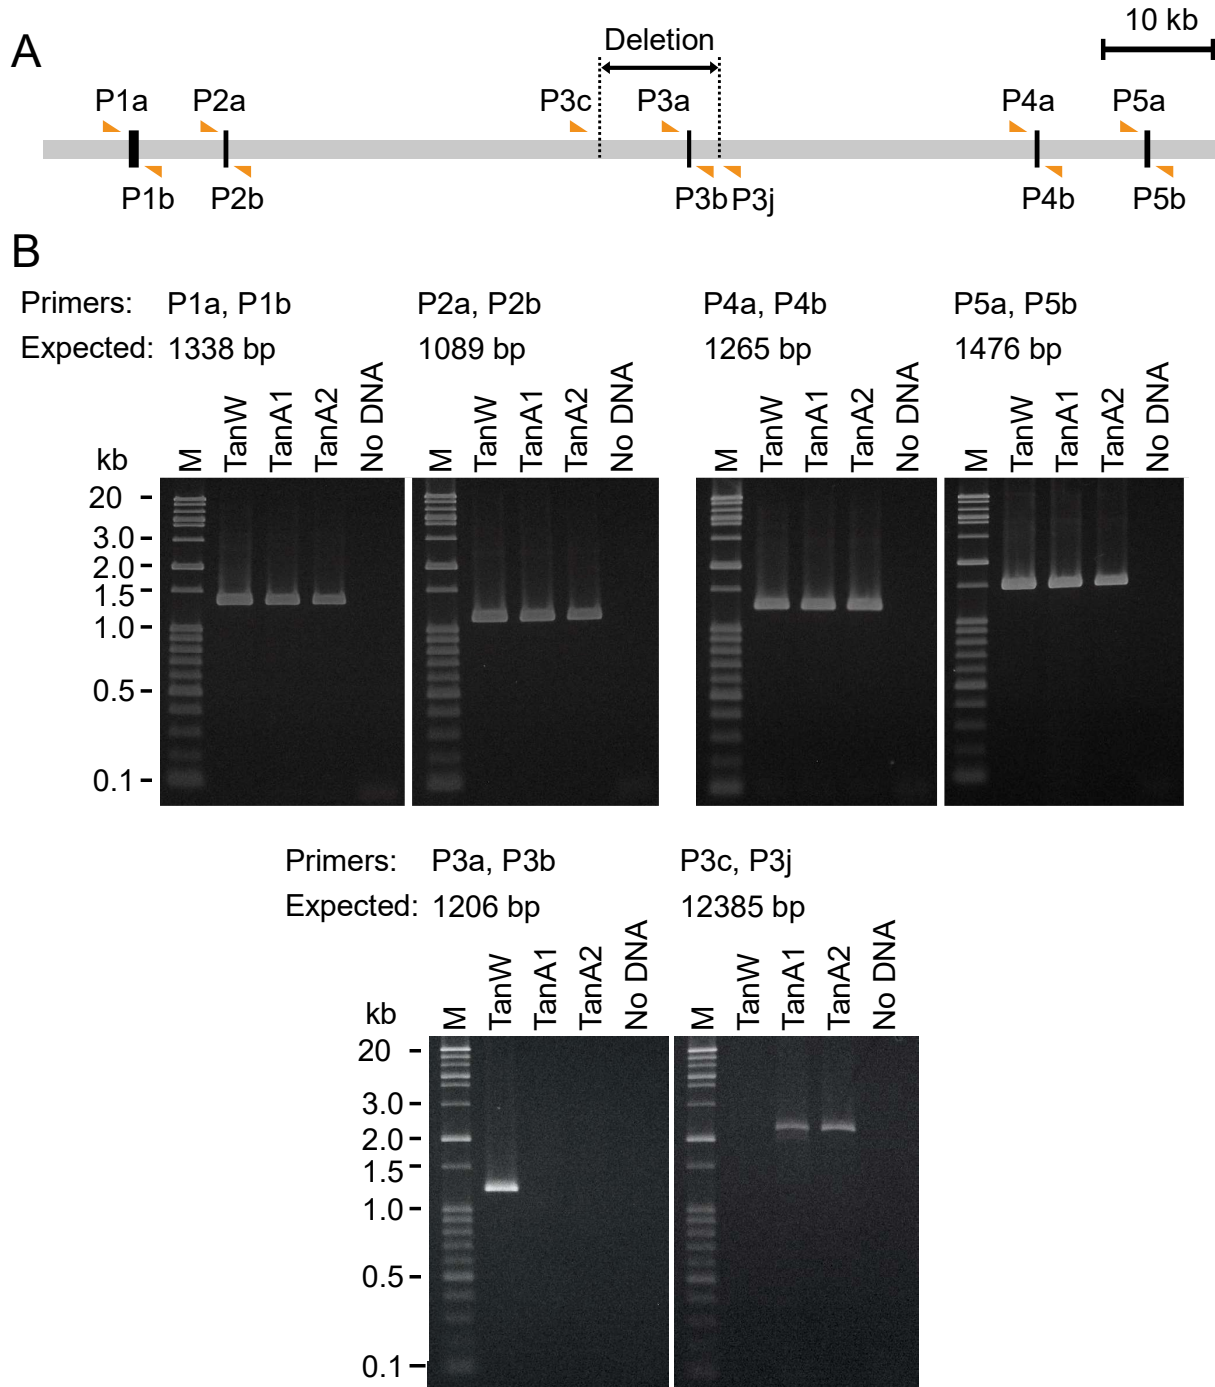 A
10 kb
Deletion
P1a P2a P3c P3a P4a P5a
P1b P2b P3b P3j P4b P5b
B
Primers: P1a, P1b P2a, P2b P4a, P4b P5a, P5b
Expected: 1338 bp 1089 bp 1265 bp 1476 bp
kb M TanW TanA1 TanA2 No DNA M TanW TanA1 TanA2 No DNA M TanW TanA1 TanA2 No DNA M TanW TanA1 TanA2 No DNA
20
3.0
2.0
1.5
1.0
0.5
0.1
Primers: P3a, P3b P3c, P3j
Expected: 1206 bp 12385 bp
kb M TanW TanA1 TanA2 No DNA M TanW TanA1 TanA2 No DNA
20
3.0
2.0
1.5
1.0
0.5
0.1